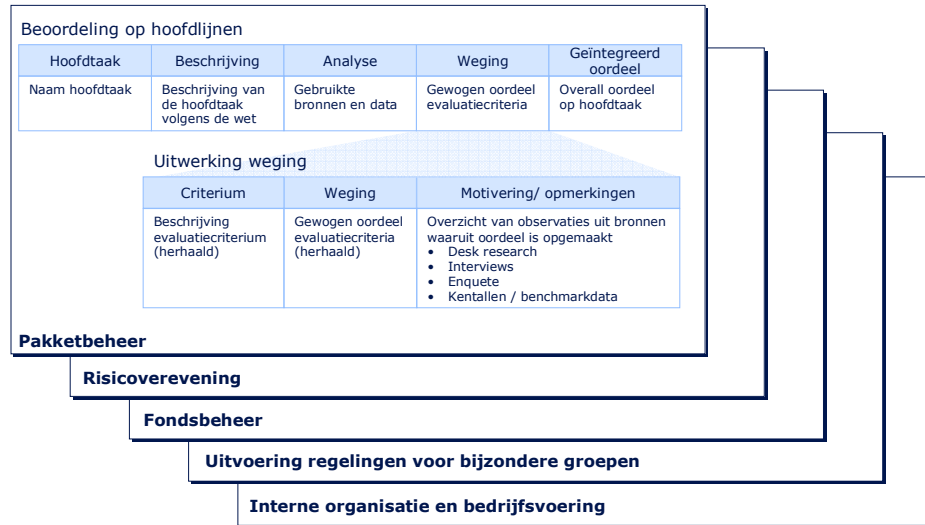 Beoordeling op hoofdlijnen
Hoofdtaak Beschrijving Analyse Weging Geïntegreerd
oordeel
Naam hoofdtaak
Beschrijving van
de hoofdtaak
volgens de wet
Gebruikte
bronnen en data
Gewogen oordeel
evaluatiecriteria
Overall oordeel
op hoofdtaak
Uitwerking weging
Criterium Weging Motivering/ opmerkingen
Beschrijving
evaluatiecriterium
(herhaald)
Gewogen oordeel
evaluatiecriteria
(herhaald)
Overzicht van observaties uit bronnen
waaruit oordeel is opgemaakt
• Desk research
• Interviews
• Enquete
• Kentallen / benchmarkdata
Pakketbeheer
Risicoverevening
Fondsbeheer
Uitvoering regelingen voor bijzondere groepen
Interne organisatie en bedrijfsvoering